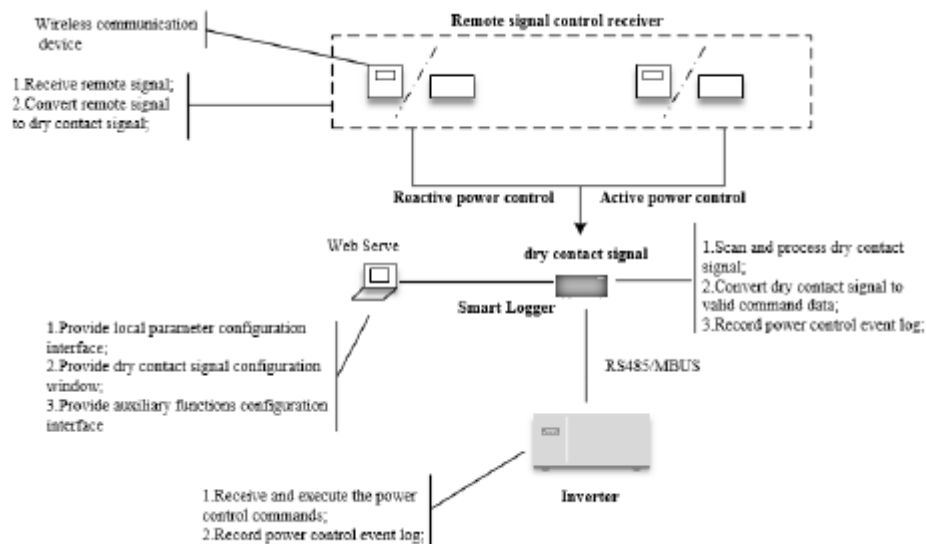 Remote signal control receiver
Wireless communication
device
1.Receive remote signal;
2.Convert remote signal
to dry contact signal;
Reactive power control
Active power control
Web Serve
dry contact signal
Smart Logger
1.Scan and process dry contact
signal;
2.Convert dry contact signal to
valid command data;
3.Record power control event log;
1.Provide local parameter configuration
interface;
2.Provide dry contact signal configuration
window;
3.Provide auxiliary functions configuration
interface
RS485/MBUS
Inverter
1.Receive and execute the power
control commands;
2.Record power control event log;